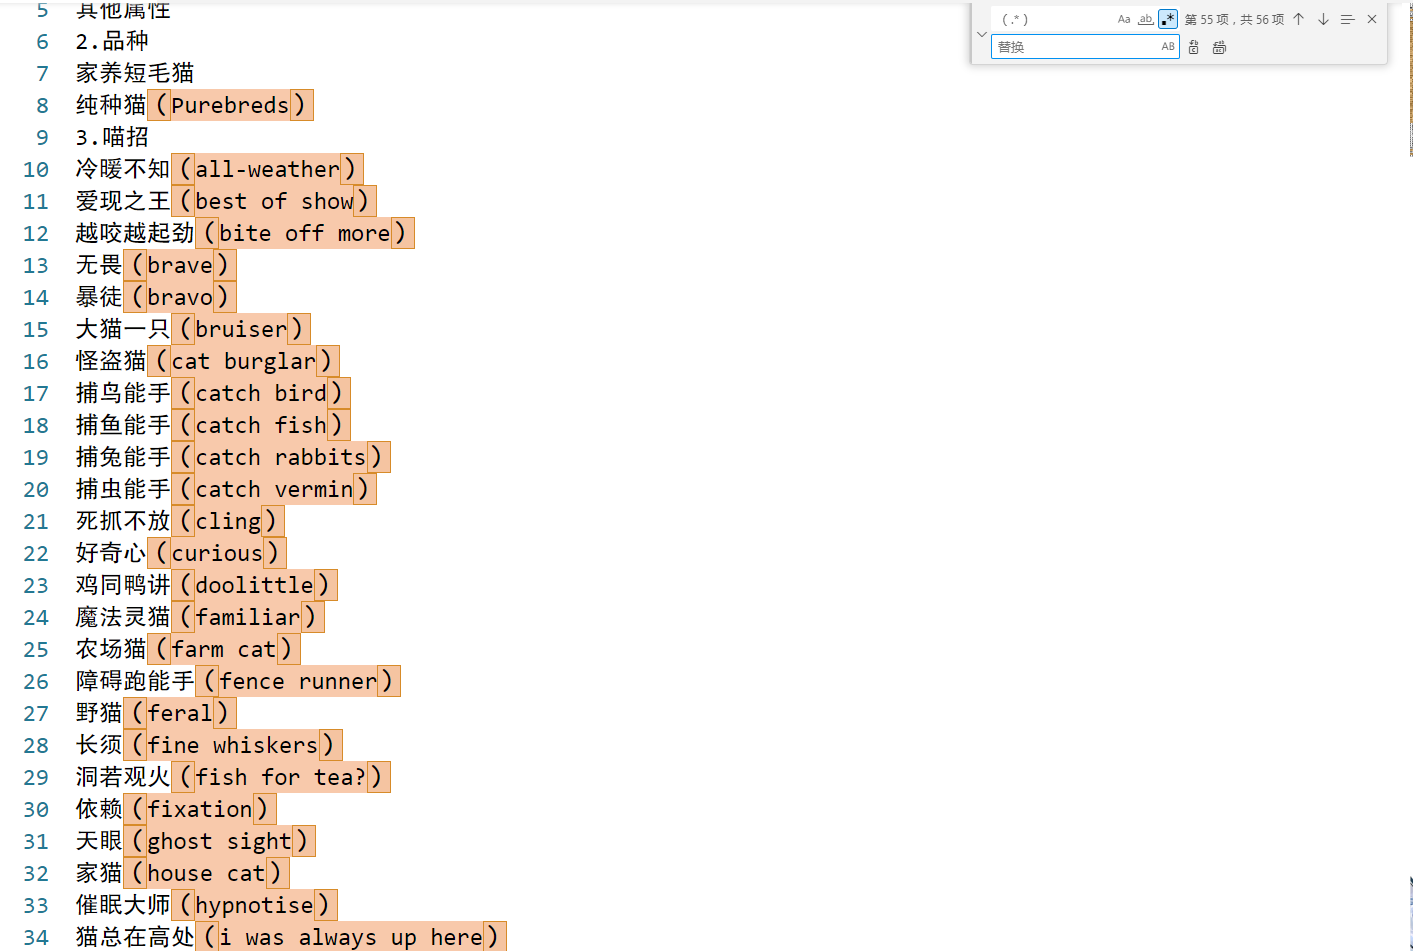 5 其他属性
6 2.品种
7 家养短毛猫
8 纯种猫（Purebreds）
9 3.喵招
10 冷暖不知（all-weather）
11 爱现之王（best of show）
12 越咬越起劲（bite off more）
13 无畏（brave）
14 暴徒（bravo）
15 大猫一只（bruiser）
16 怪盗猫（cat burglar）
17 捕鸟能手（catch bird）
18 捕鱼能手（catch fish）
19 捕兔能手（catch rabbits）
20 捕虫能手（catch vermin）
21 死抓不放（cling）
22 好奇心（curious）
23 鸡同鸭讲（doolittle）
24 魔法灵猫（familiar）
25 农场猫（farm cat）
26 障碍跑能手（fence runner）
27 野猫（feral）
28 长须（fine whiskers）
29 洞若观火（fish for tea?）
30 依赖（fixation）
31 天眼（ghost sight）
32 家猫（house cat）
33 催眠大师（hypnotise）
34 猫总在高处（i was always up here）
（.*） Aa ab .* 第 55 项，共 56 项
替换 AB